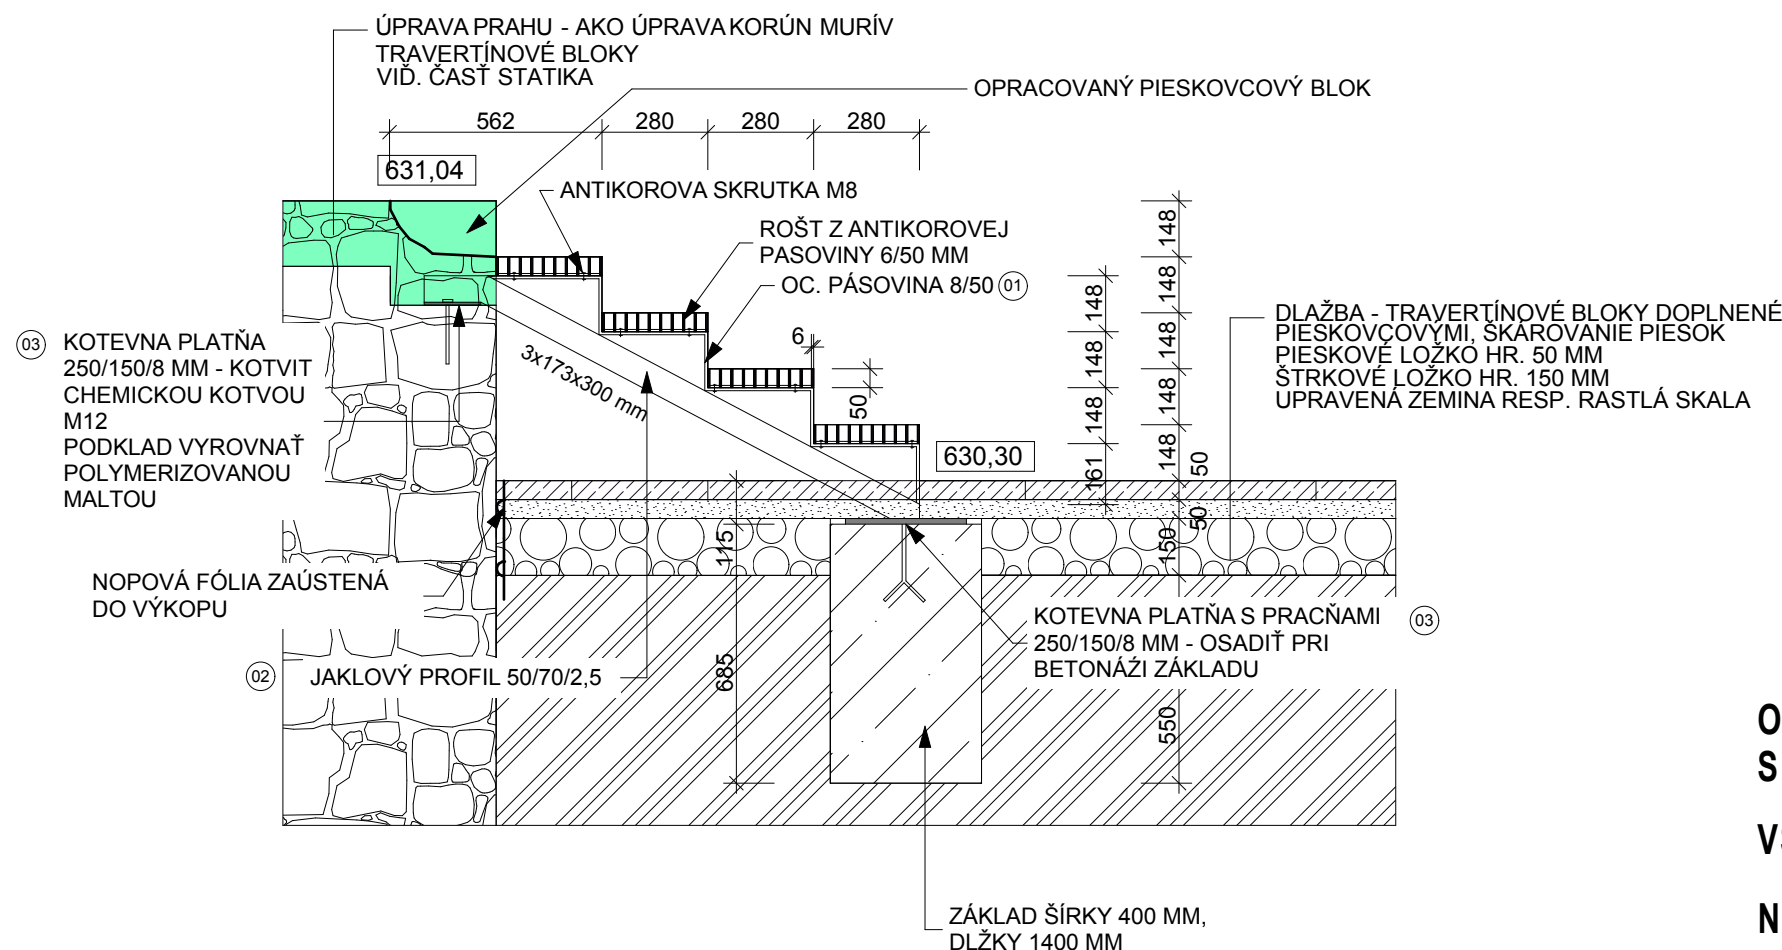 ÚPRAVA PRAHU - AKO ÚPRAVA KORÚN MURÍV
TRAVERTÍNOVÉ BLOKY
VIĎ. ČASŤ STATIKA
OPRACOVANÝ PIESKOVCOVÝ BLOK
562
280
280
280
631,04
ANTIKOROVA SKRUTKA M8
ROŠT Z ANTIKOROVEJ
PASOVINY 6/50 MM
OC. PÁSOVINA 8/50 01
148
148
148
148
148
148
148
148
161
50
50
150
550
6
50
3x173x300 mm
630,30
DLAŽBA - TRAVERTÍNOVÉ BLOKY DOPLNENÉ
PIESKOVCOVÝMI, ŠKÁROVANIE PIESOK
PIESKOVÉ LOŽKO HR. 50 MM
ŠTRKOVÉ LOŽKO HR. 150 MM
UPRAVENÁ ZEMINA RESP. RASTLÁ SKALA
03 KOTEVNA PLATŇA
250/150/8 MM - KOTVIT
CHEMICKOU KOTVOU
M12
PODKLAD VYROVNAŤ
POLYMERIZOVANOU
MALTOU
115
685
NOPOVÁ FÓLIA ZAÚSTENÁ
DO VÝKOPU
02 JAKLOVÝ PROFIL 50/70/2,5
KOTEVNA PLATŇA S PRACŇAMI 03
250/150/8 MM - OSADIŤ PRI
BETONÁŽI ZÁKLADU
ZÁKLAD ŠÍRKY 400 MM,
DLŽKY 1400 MM
O
S
V
N